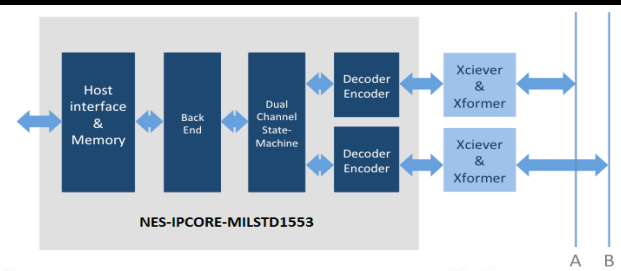 Host
interface
&
Memory
Back
End
Dual
Channel
State-
Machine
Decoder
Encoder
Decoder
Encoder
Xciever
&
Xformer
Xciever
&
Xformer
NES-IPCORE-MILSTD1553
A
B